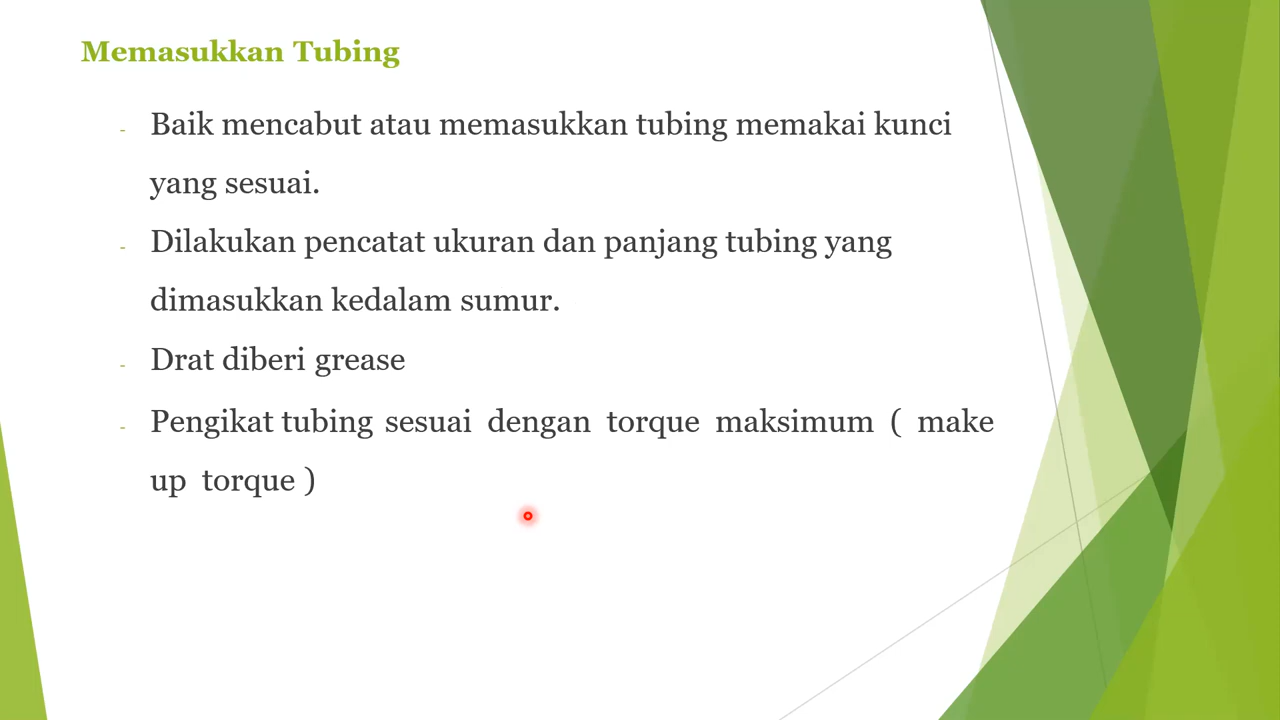 Memasukkan Tubing
- Baik mencabut atau memasukkan tubing memakai kunci
yang sesuai.
- Dilakukan pencatat ukuran dan panjang tubing yang
dimasukkan kedalam sumur.
- Drat diberi grease
- Pengikat tubing sesuai dengan torque maksimum ( make
up torque )